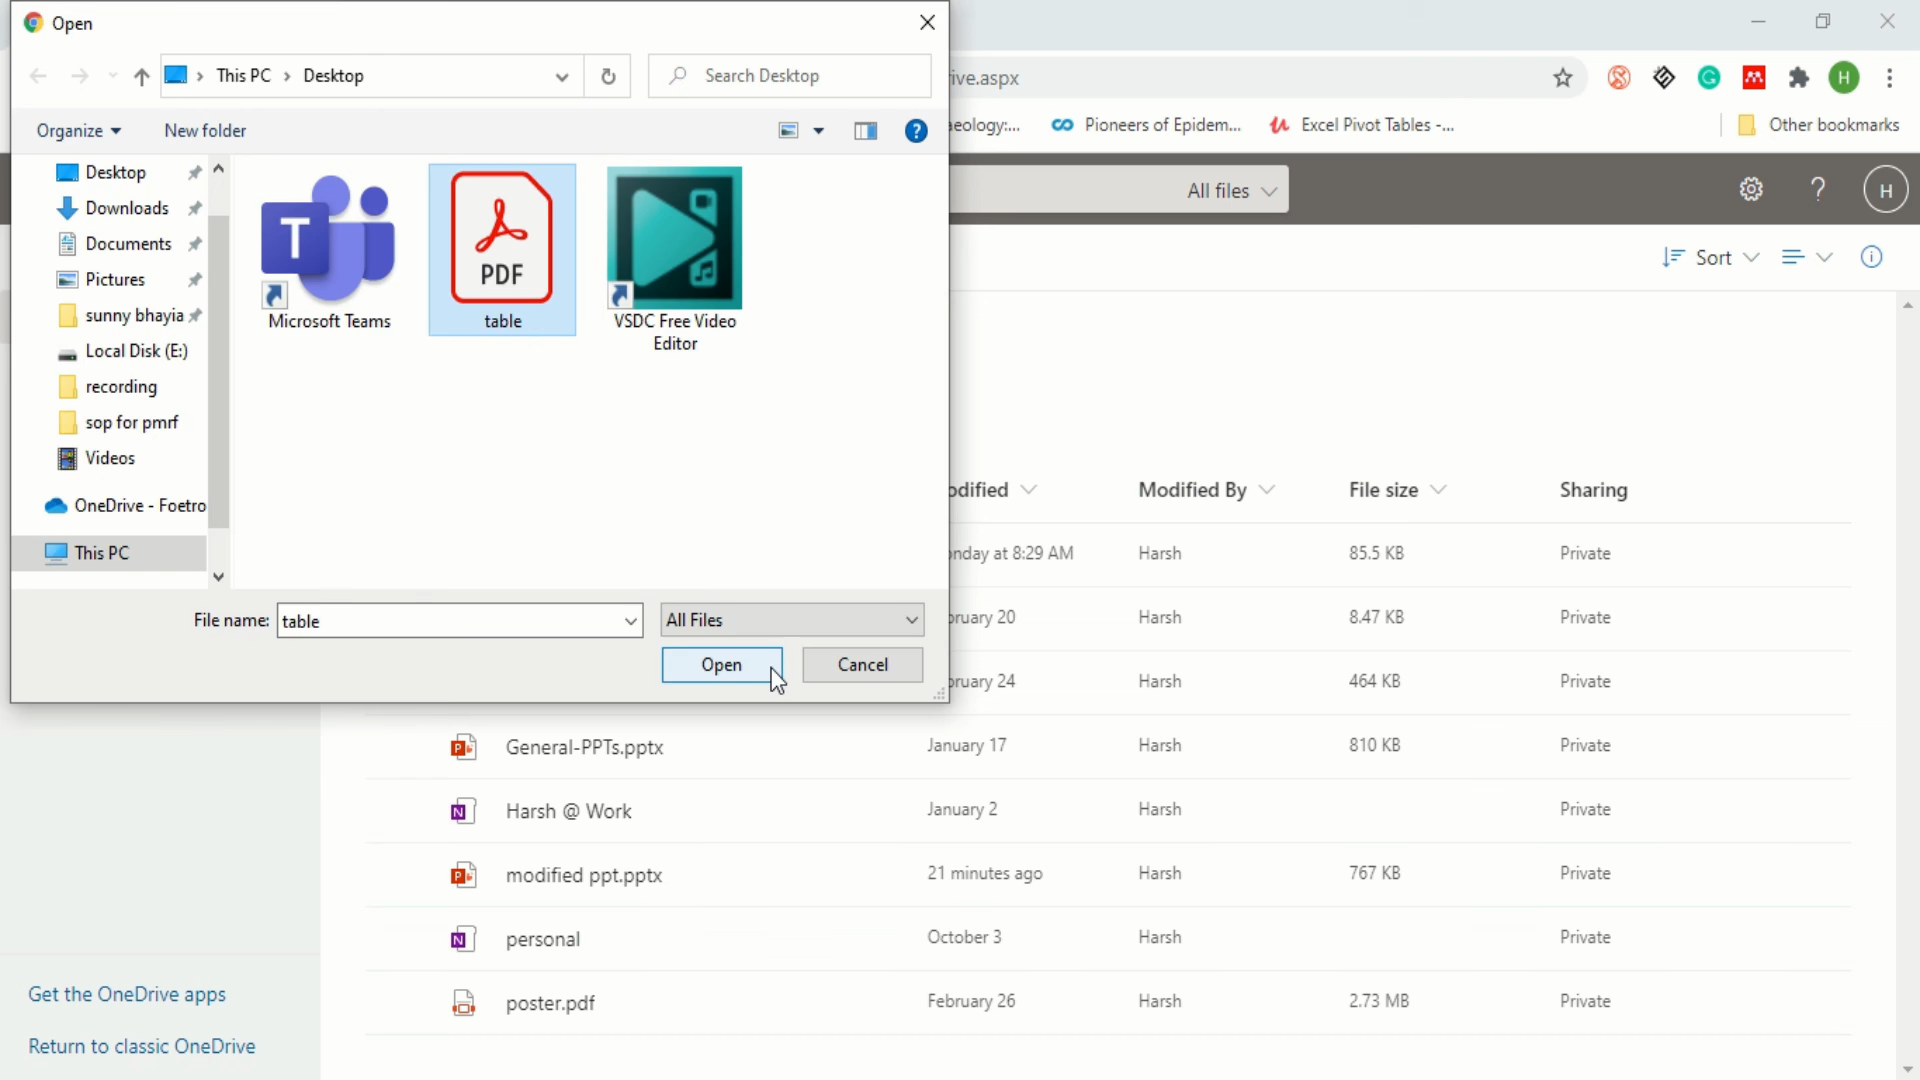 Open
This PC > Desktop
Search Desktop
ive.aspx
H
Organize
New folder
?
aeology:...
Pioneers of Epidem...
Excel Pivot Tables -...
Other bookmarks
Desktop
Downloads
Documents
Pictures
sunny bhayia
Local Disk (E:)
recording
sop for pmrf
Videos
OneDrive - Foetro
This PC
T
Microsoft Teams
PDF
table
VSDC Free Video
Editor
File name:
table
All Files
Open
Cancel
All files
?
H
Sort
odified
Modified By
File size
Sharing
onday at 8:29 AM Harsh 85.5 KB Private
bruary 20 Harsh 8.47 KB Private
bruary 24 Harsh 464 KB Private
General-PPTs.pptx January 17 Harsh 810 KB Private
Harsh @ Work January 2 Harsh Private
modified ppt.pptx 21 minutes ago Harsh 767 KB Private
personal October 3 Harsh Private
poster.pdf February 26 Harsh 2.73 MB Private
Get the OneDrive apps
Return to classic OneDrive